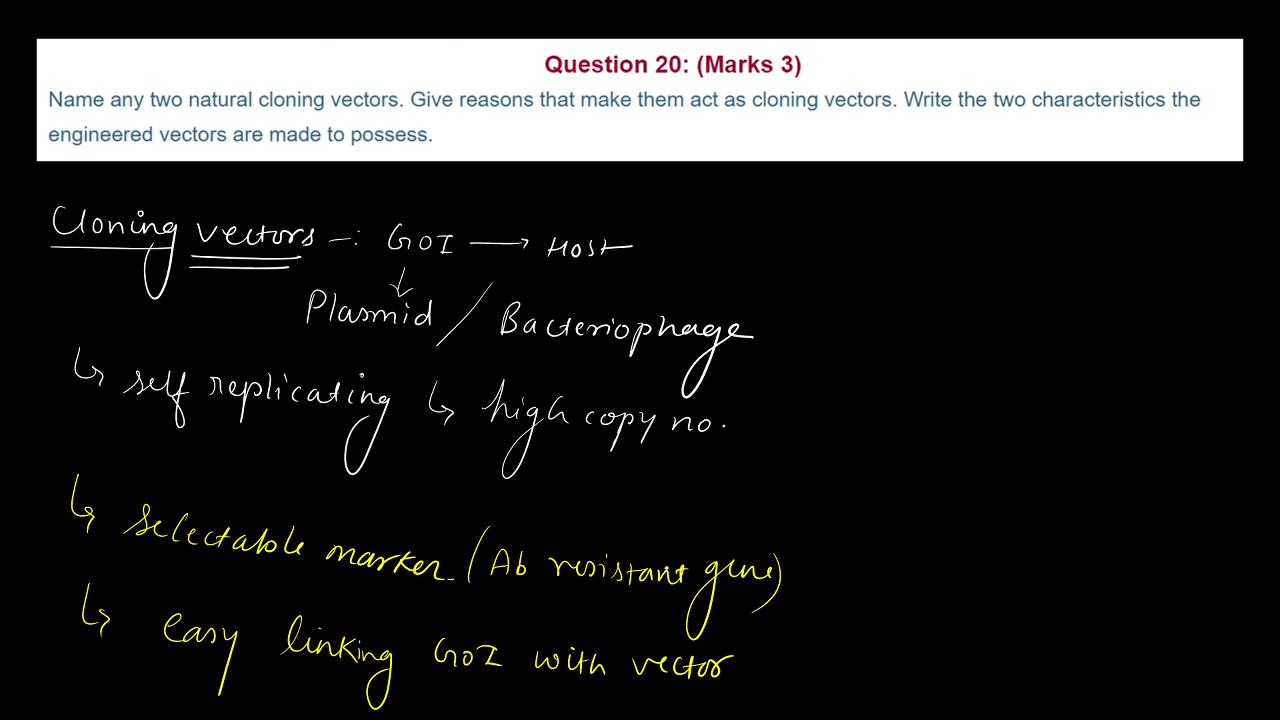 Question 20: (Marks 3)
Name any two natural cloning vectors. Give reasons that make them act as cloning vectors. Write the two characteristics the
engineered vectors are made to possess.
Cloning vectors -: GOI → HOST
↓
Plasmid / Bacteriophage
↳ self replicating ↳ high copy no.
↳ selectable marker (Ab resistant gene)
↳ easy linking GOI with vector